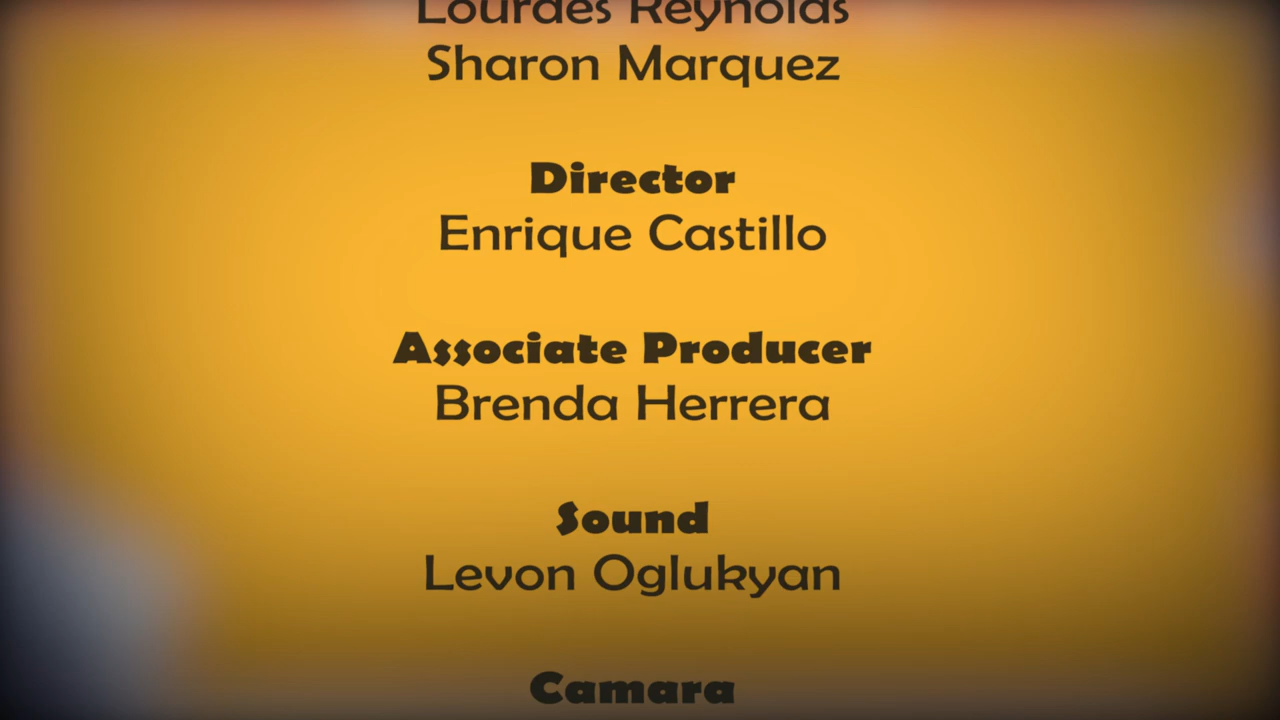 Lourdes Reynolds
Sharon Marquez
Director
Enrique Castillo
Associate Producer
Brenda Herrera
Sound
Levon Oglukyan
Camara